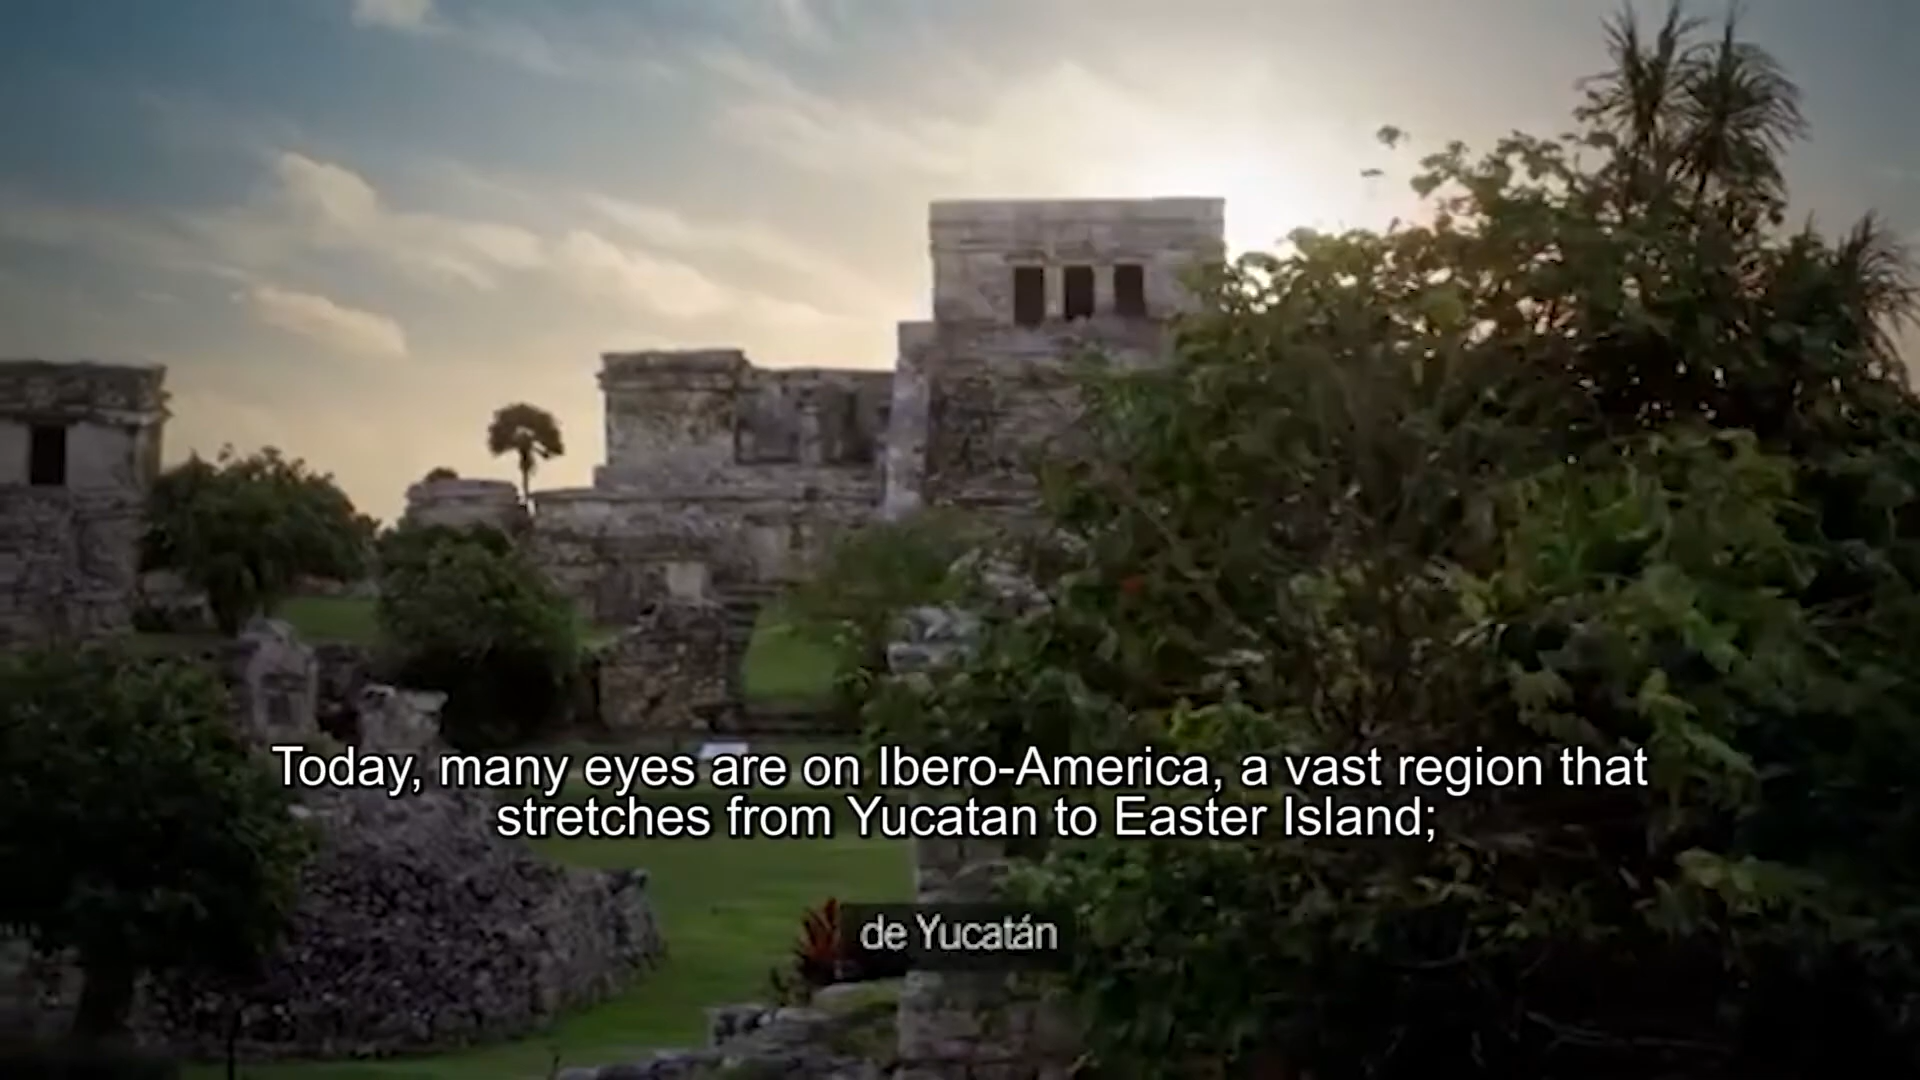 Today, many eyes are on Ibero-America, a vast region that
stretches from Yucatan to Easter Island;
de Yucatán